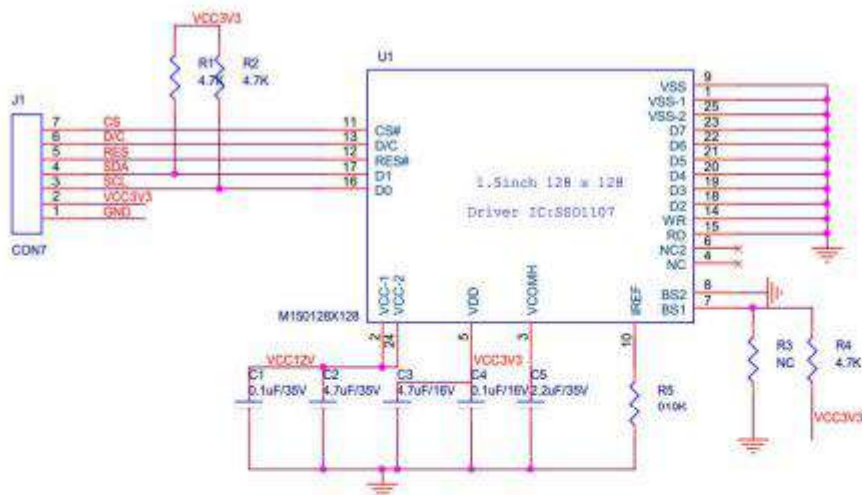 VCC3V3
R1
4.7K
R2
4.7K
U1
J1
7 CS 11 CS#
6 D/C 13 D/C
5 RES 12 RES#
4 SDA 17 D1
3 SCL 16 D0
2 VCC3V3
1 GND
CON7
1.5inch 128 x 128
Driver IC:SSD1107
VSS 9
VSS-1 1
VSS-2 25
D7 23
D6 22
D5 21
D4 20
D3 19
D2 18
WR 14
RD 15
NC2 6
NC 4
BS2 8
BS1 7
M150128X128
VCC-1 2
VCC-2 24
VDD 5
VCOMH 3
IREF 10
VCC12V
VCC3V3
C1
0.1uF/35V
C2
4.7uF/35V
C3
4.7uF/16V
C4
0.1uF/16V
C5
2.2uF/35V
R5
910K
R3
NC
R4
4.7K
VCC3V3